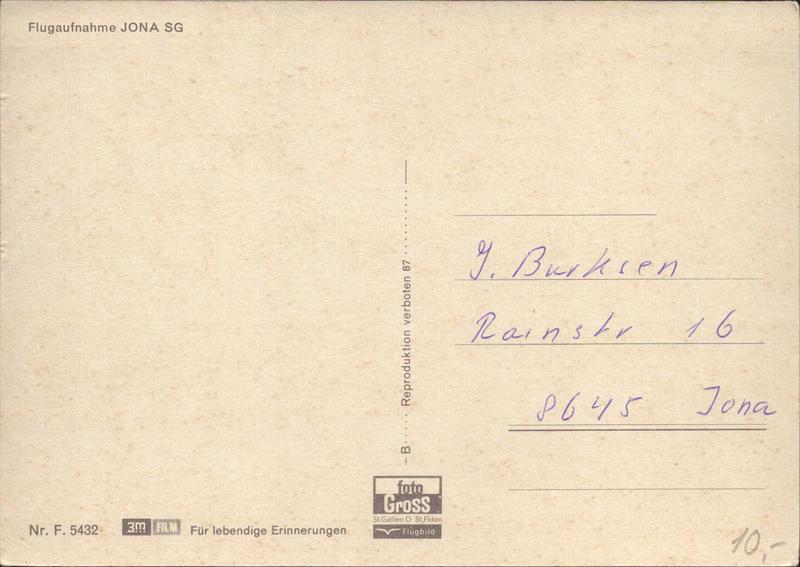 Flugaufnahme JONA SG
–B..... Reproduktion verboten 87..........
J. Burksen
Rainstr 16
8645 Jona
foto
Gross
St.Gallen O St.Fiden
Flugbild
Nr. F. 5432 3M FILM Für lebendige Erinnerungen
10,-